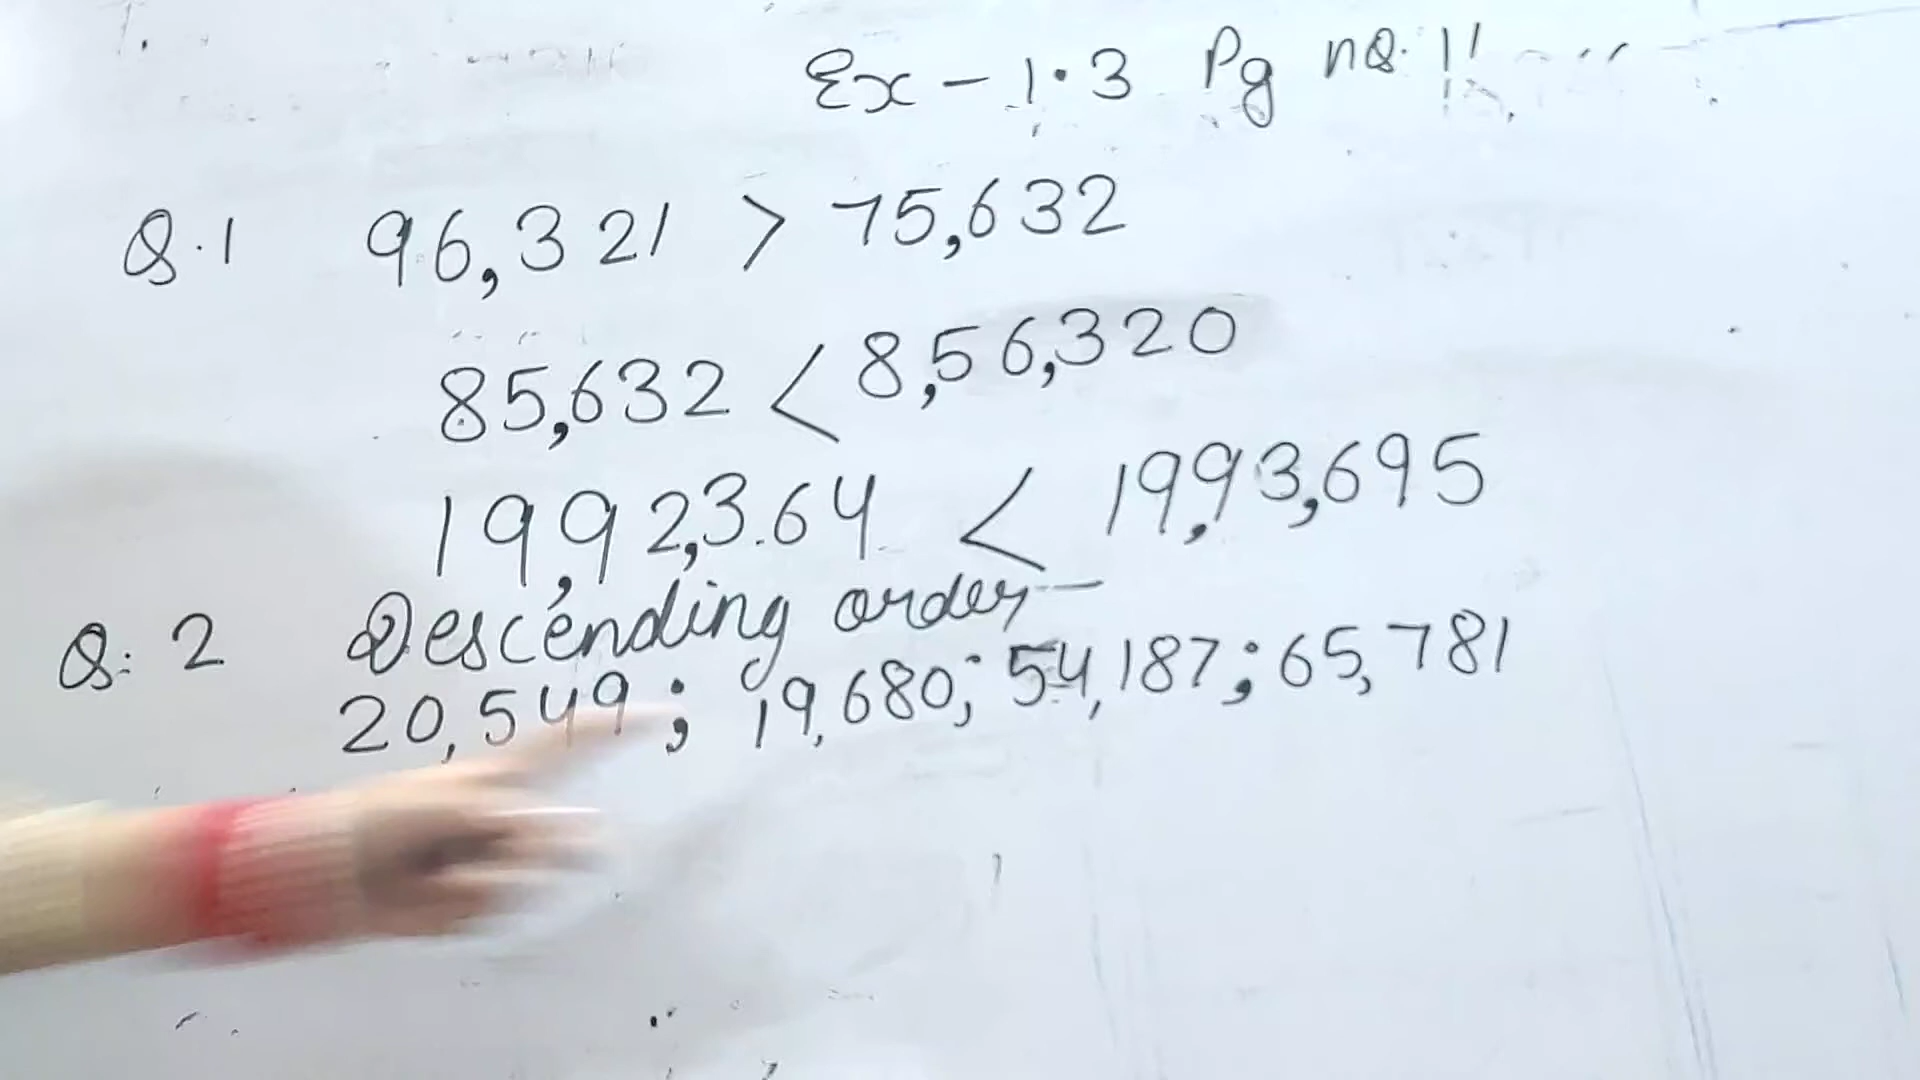 Ex - 1.3 Pg no. 11
Q.1 96,321 > 75,632
85,632 < 8,56,320
19,92,364 < 19,93,695
Q. 2 Descending order -
20,549; 19,680; 54,187; 65,781